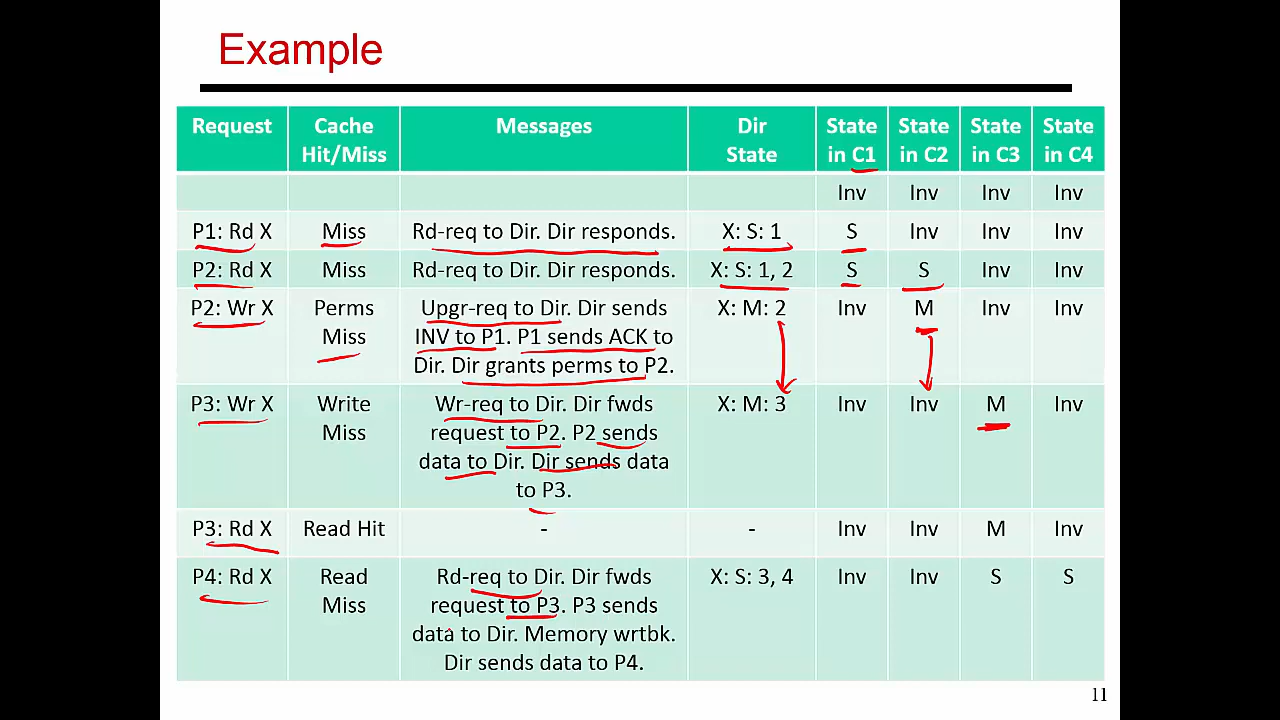 Example
Request Cache Hit/Miss Messages Dir State State in C1 State in C2 State in C3 State in C4
Inv Inv Inv Inv
P1: Rd X Miss Rd-req to Dir. Dir responds. X: S: 1 S Inv Inv Inv
P2: Rd X Miss Rd-req to Dir. Dir responds. X: S: 1, 2 S S Inv Inv
P2: Wr X Perms Miss Upgr-req to Dir. Dir sends INV to P1. P1 sends ACK to Dir. Dir grants perms to P2. X: M: 2 Inv M Inv Inv
P3: Wr X Write Miss Wr-req to Dir. Dir fwds request to P2. P2 sends data to Dir. Dir sends data to P3. X: M: 3 Inv Inv M Inv
P3: Rd X Read Hit - - Inv Inv M Inv
P4: Rd X Read Miss Rd-req to Dir. Dir fwds request to P3. P3 sends data to Dir. Memory wrtbk. Dir sends data to P4. X: S: 3, 4 Inv Inv S S
11